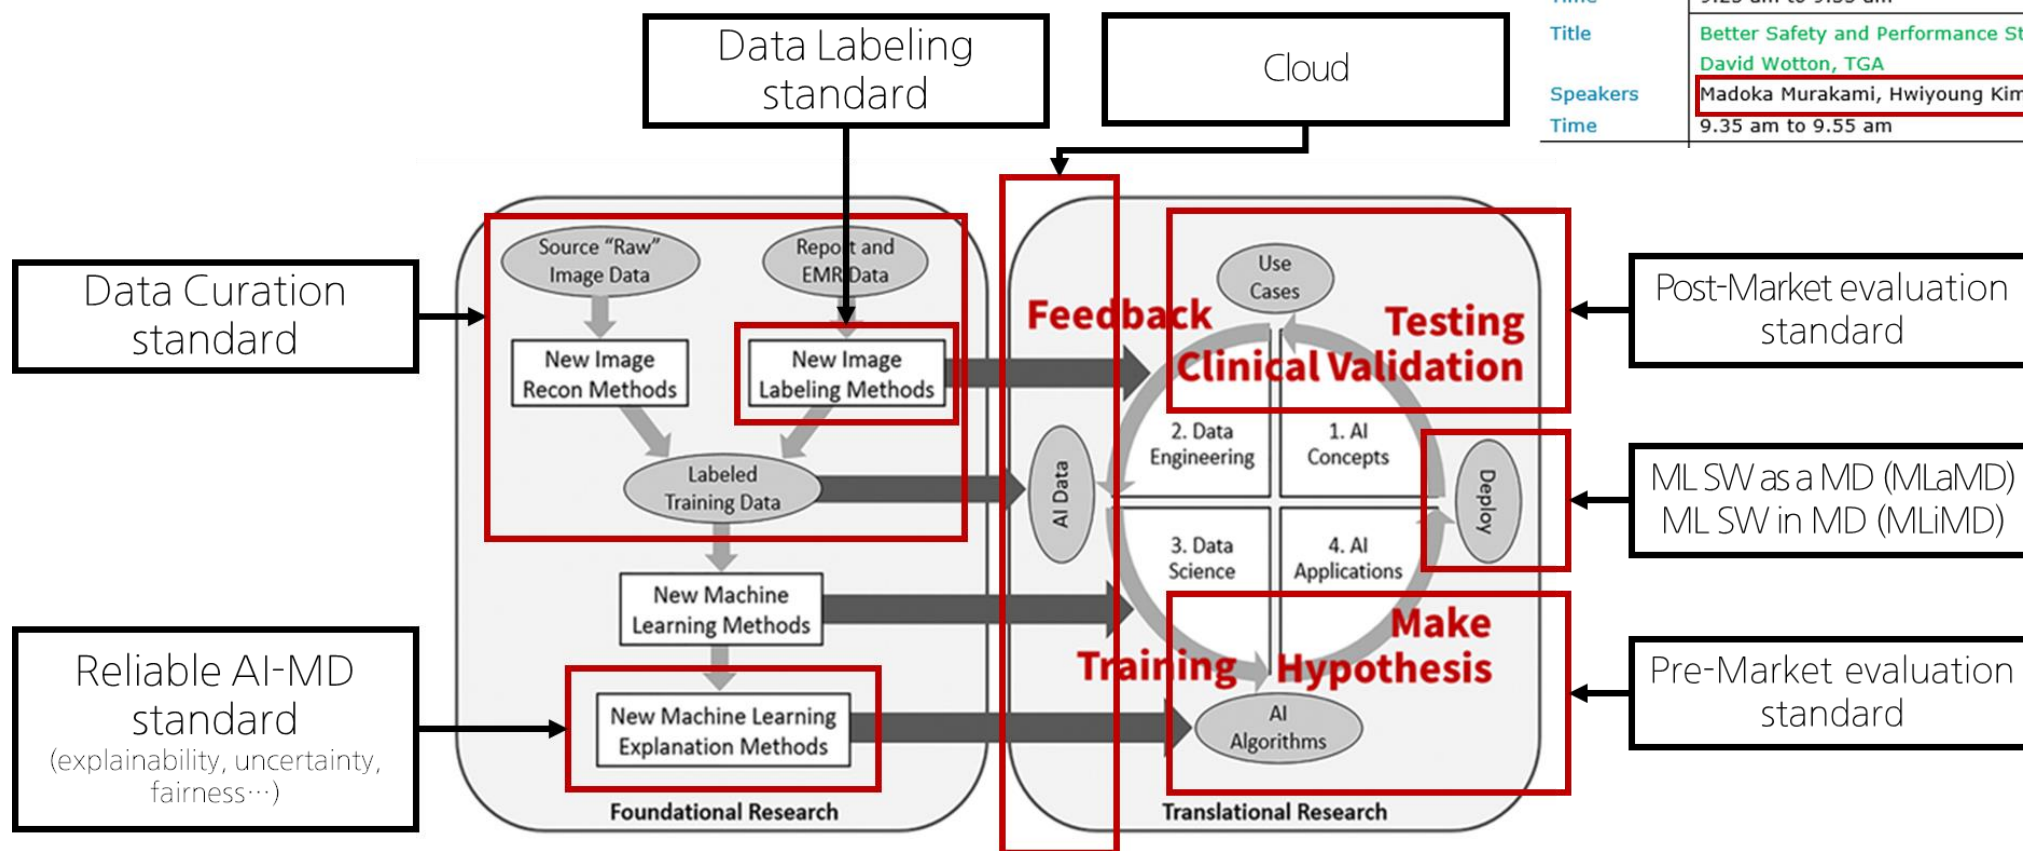 Data Labeling
standard
Cloud
Title
Better Safety and Performance St
David Wotton, TGA
Speakers
Madoka Murakami, Hwiyoung Kim
Time
9.35 am to 9.55 am
Data Curation
standard
Reliable AI-MD
standard
(explainability, uncertainty,
fairness…)
Source “Raw”
Image Data
Report and
EMR Data
New Image
Recon Methods
New Image
Labeling Methods
Labeled
Training Data
New Machine
Learning Methods
New Machine Learning
Explanation Methods
Foundational Research
Feedback
Testing
Clinical Validation
Use
Cases
AI Data
2. Data
Engineering
1. AI
Concepts
3. Data
Science
4. AI
Applications
Deploy
Training
Make
Hypothesis
AI
Algorithms
Translational Research
Post-Market evaluation
standard
ML SW as a MD (MLaMD)
ML SW in MD (MLiMD)
Pre-Market evaluation
standard